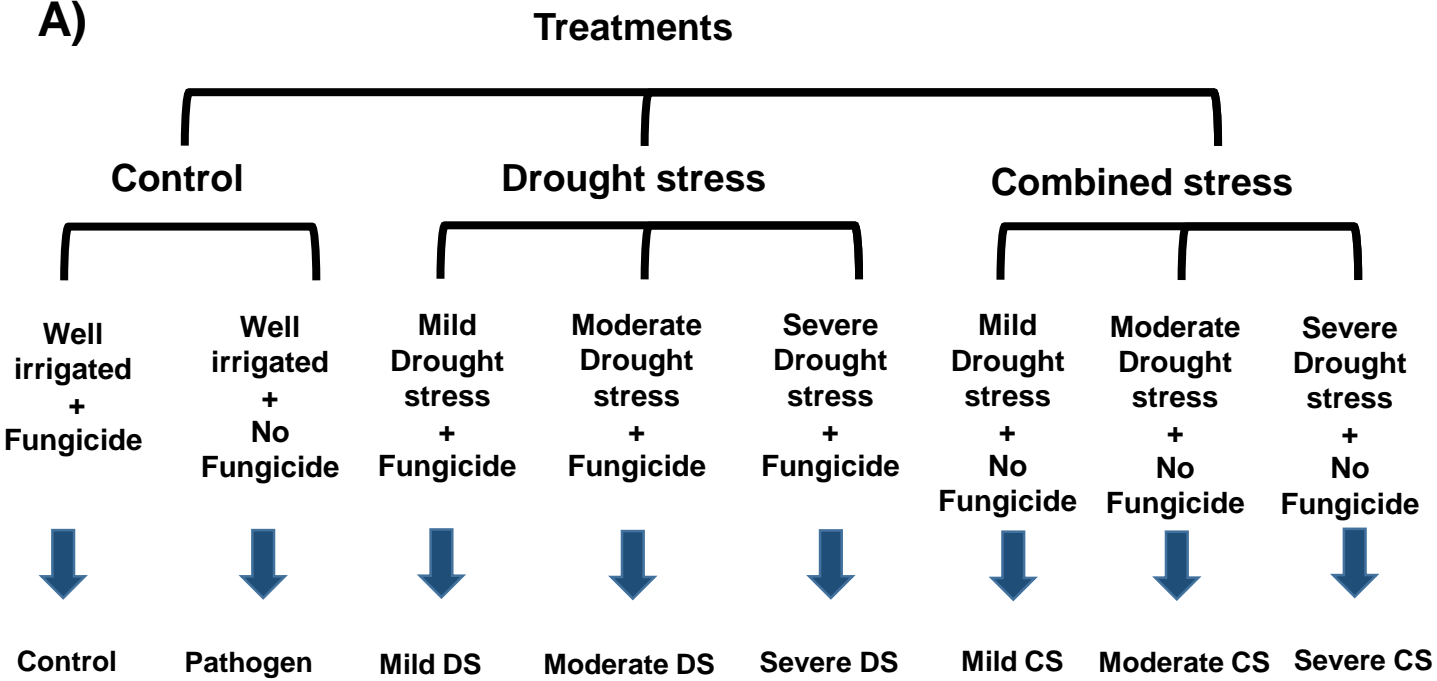 A)
Treatments
Control
Drought stress
Combined stress
Well
irrigated
+
Fungicide
Well
irrigated
+
No
Fungicide
Mild
Drought
stress
+
Fungicide
Moderate
Drought
stress
+
Fungicide
Severe
Drought
stress
+
Fungicide
Mild
Drought
stress
+
No
Fungicide
Moderate
Drought
stress
+
No
Fungicide
Severe
Drought
stress
+
No
Fungicide
Control
Pathogen
Mild DS
Moderate DS
Severe DS
Mild CS
Moderate CS
Severe CS